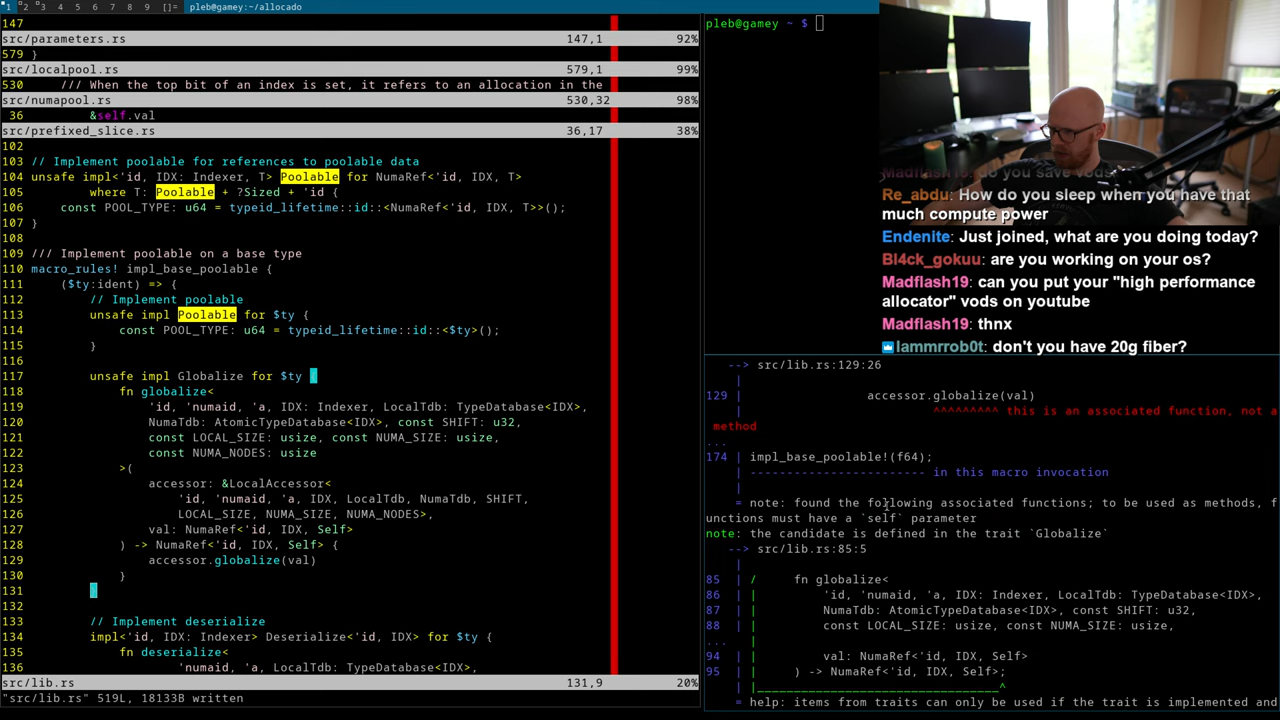 1 2 3 4 5 6 7 8 9 []= pleb@gamey:~/allocado
147
src/parameters.rs 147,1 92%
579 }
src/localpool.rs 579,1 99%
530 /// When the top bit of an index is set, it refers to an allocation in the
src/numapool.rs 530,32 98%
36 &self.val
src/prefixed_slice.rs 36,17 38%
102
103 // Implement poolable for references to poolable data
104 unsafe impl<'id, IDX: Indexer, T> Poolable for NumaRef<'id, IDX, T>
105 where T: Poolable + ?Sized + 'id {
106 const POOL_TYPE: u64 = typeid_lifetime::id::<NumaRef<'id, IDX, T>>();
107 }
108
109 /// Implement poolable on a base type
110 macro_rules! impl_base_poolable {
111 ($ty:ident) => {
112 // Implement poolable
113 unsafe impl Poolable for $ty {
114 const POOL_TYPE: u64 = typeid_lifetime::id::<$ty>();
115 }
116
117 unsafe impl Globalize for $ty {
118 fn globalize<
119 'id, 'numaid, 'a, IDX: Indexer, LocalTdb: TypeDatabase<IDX>,
120 NumaTdb: AtomicTypeDatabase<IDX>, const SHIFT: u32,
121 const LOCAL_SIZE: usize, const NUMA_SIZE: usize,
122 const NUMA_NODES: usize
123 >(
124 accessor: &LocalAccessor<
125 'id, 'numaid, 'a, IDX, LocalTdb, NumaTdb, SHIFT,
126 LOCAL_SIZE, NUMA_SIZE, NUMA_NODES>,
127 val: NumaRef<'id, IDX, Self>
128 ) -> NumaRef<'id, IDX, Self> {
129 accessor.globalize(val)
130 }
131 }
132
133 // Implement deserialize
134 impl<'id, IDX: Indexer> Deserialize<'id, IDX> for $ty {
135 fn deserialize<
136 'numaid, 'a, LocalTdb: TypeDatabase<IDX>,
src/lib.rs 131,9 20%
"src/lib.rs" 519L, 18133B written
pleb@gamey ~ $
Madflash19: do you save vods
Re_abdu: How do you sleep when you have that
much compute power
Endenite: Just joined, what are you doing today?
Bl4ck_gokuu: are you working on your os?
Madflash19: can you put your "high performance
allocator" vods on youtube
Madflash19: thnx
Iammrrob0t: don't you have 20g fiber?
--> src/lib.rs:129:26
|
129 | accessor.globalize(val)
| ^^^^^^^^^ this is an associated function, not a
method
...
174 | impl_base_poolable!(f64);
| ----------------------- in this macro invocation
|
= note: found the following associated functions; to be used as methods, f
unctions must have a `self` parameter
note: the candidate is defined in the trait `Globalize`
--> src/lib.rs:85:5
|
85 | / fn globalize<
86 | | 'id, 'numaid, 'a, IDX: Indexer, LocalTdb: TypeDatabase<IDX>,
87 | | NumaTdb: AtomicTypeDatabase<IDX>, const SHIFT: u32,
88 | | const LOCAL_SIZE: usize, const NUMA_SIZE: usize,
... |
94 | | val: NumaRef<'id, IDX, Self>
95 | | ) -> NumaRef<'id, IDX, Self>;
| |_________________________________^
= help: items from traits can only be used if the trait is implemented and